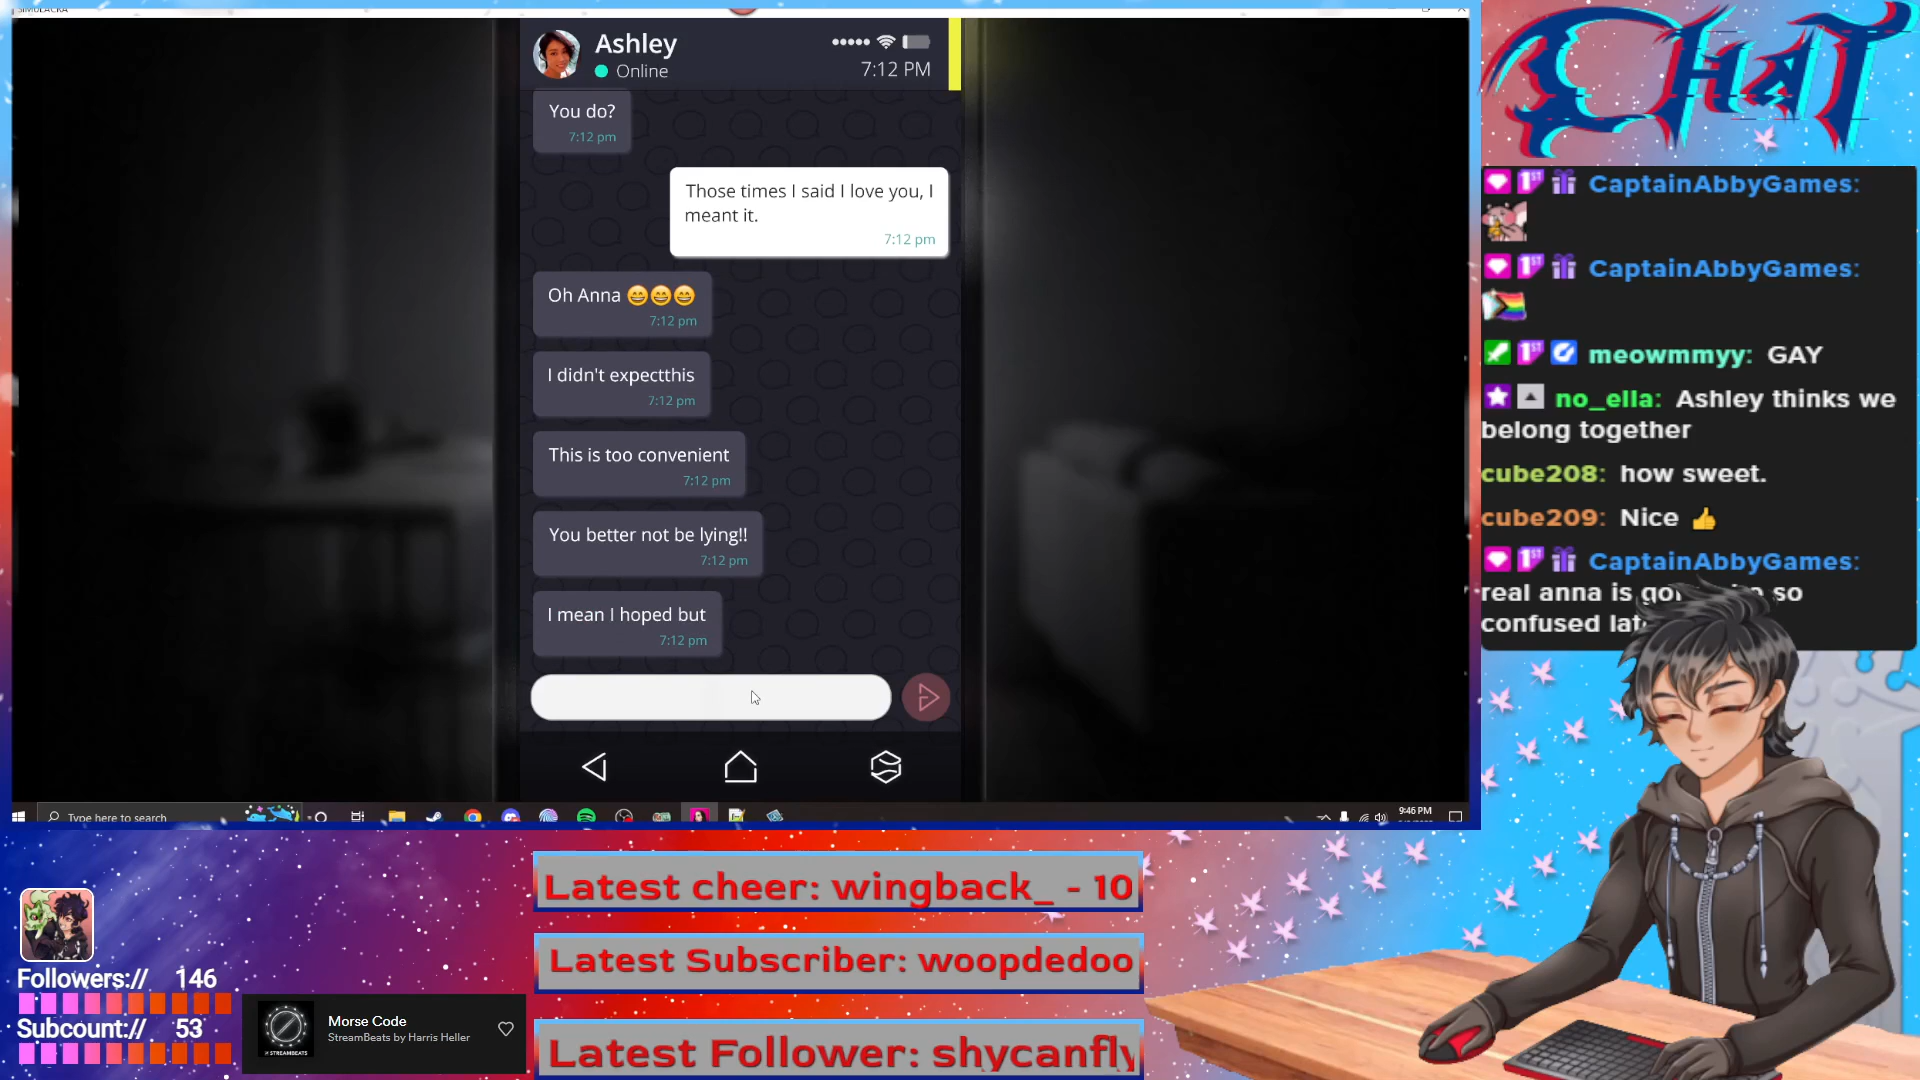 SIMULACRA
Ashley
Online
7:12 PM
You do?
7:12 pm
Those times I said I love you, I
meant it.
7:12 pm
Oh Anna 😄😄😄
7:12 pm
I didn't expectthis
7:12 pm
This is too convenient
7:12 pm
You better not be lying!!
7:12 pm
I mean I hoped but
7:12 pm
Type here to search
9:46 PM
CHAT
CaptainAbbyGames:
CaptainAbbyGames:
meowmmyy: GAY
no_ella: Ashley thinks we
belong together
cube208: how sweet.
cube209: Nice 👍
CaptainAbbyGames:
real anna is so
confused
Followers:// 146
Subcount:// 53
Morse Code
StreamBeats by Harris Heller
STREAMBEATS
Latest cheer: wingback_ - 10
Latest Subscriber: woopdedoo
Latest Follower: shycanfly